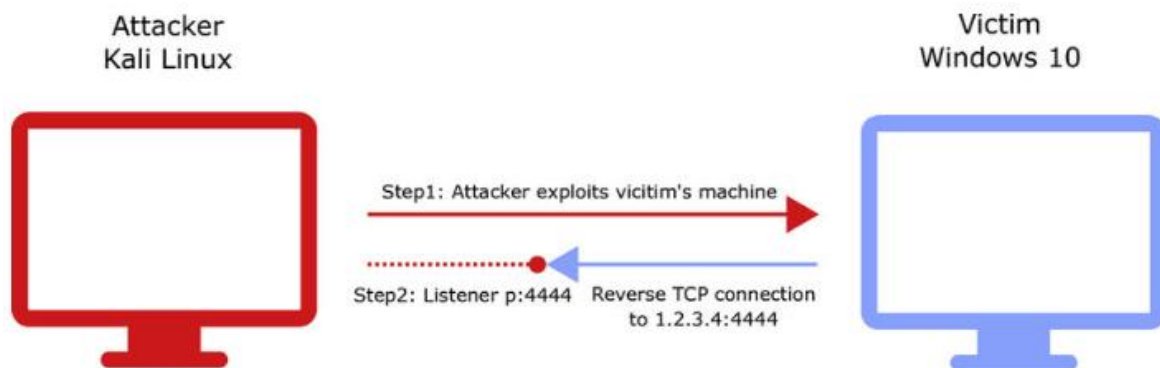 Attacker
Kali Linux
Victim
Windows 10
Step1: Attacker exploits vicitim's machine
Step2: Listener p:4444
Reverse TCP connection
to 1.2.3.4:4444